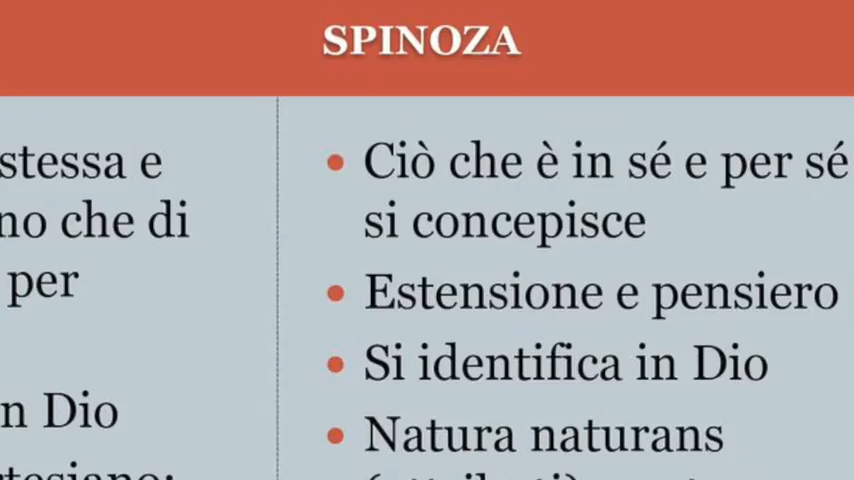 SPINOZA
stessa e
no che di
per
n Dio
Ciò che è in sé e per sé
si concepisce
Estensione e pensiero
Si identifica in Dio
Natura naturans